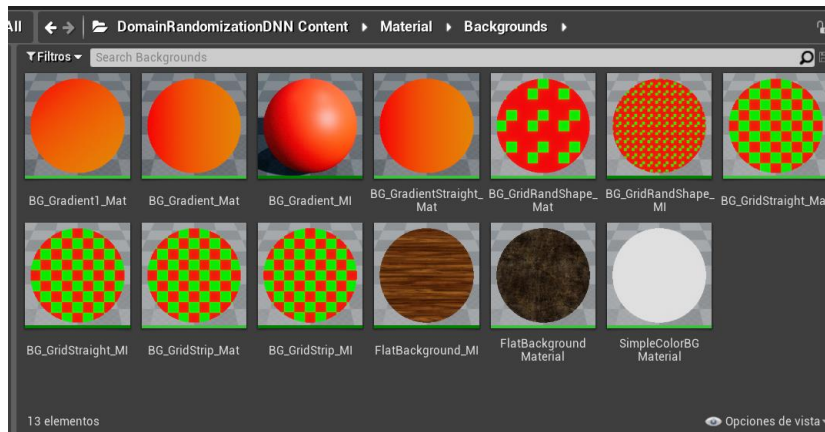 All DomainRandomizationDNN Content Material Backgrounds
Filtros Search Backgrounds
BG_Gradient1_Mat
BG_Gradient_Mat
BG_Gradient_MI
BG_GradientStraight_
Mat
BG_GridRandShape_
Mat
BG_GridRandShape_
MI
BG_GridStraight_Ma
BG_GridStraight_MI
BG_GridStrip_Mat
BG_GridStrip_MI
FlatBackground_MI
FlatBackground
Material
SimpleColorBG
Material
13 elementos
Opciones de vista